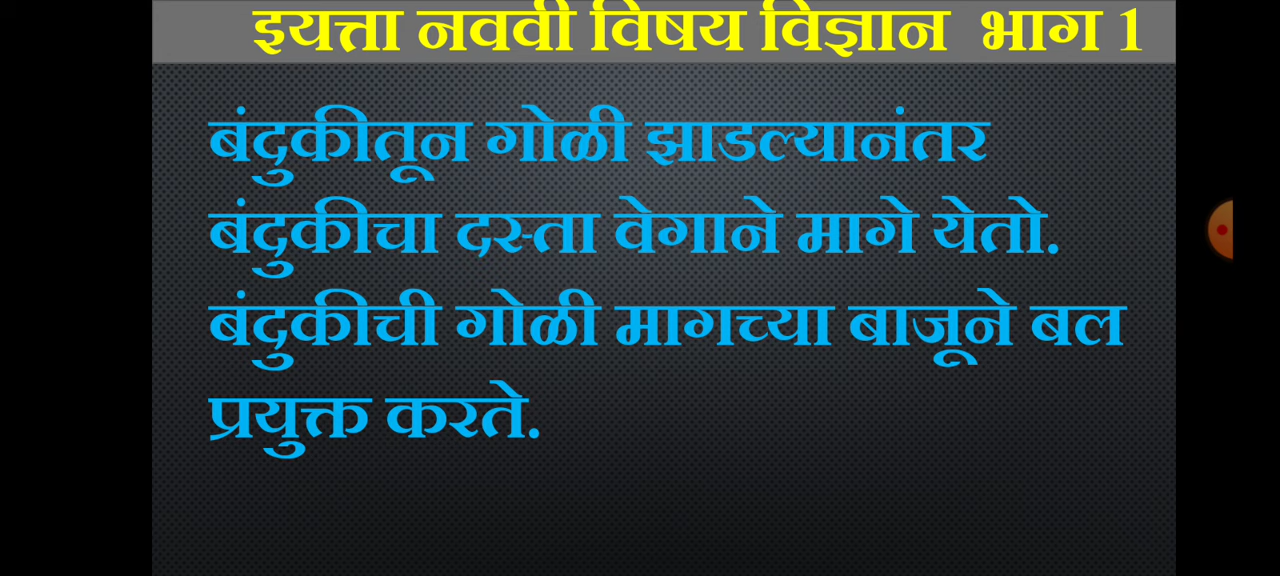 इयत्ता नववी विषय विज्ञान भाग 1
बंदुकीतून गोळी झाडल्यानंतर
बंदुकीचा दस्ता वेगाने मागे येतो.
बंदुकीची गोळी मागच्या बाजूने बल
प्रयुक्त करते.